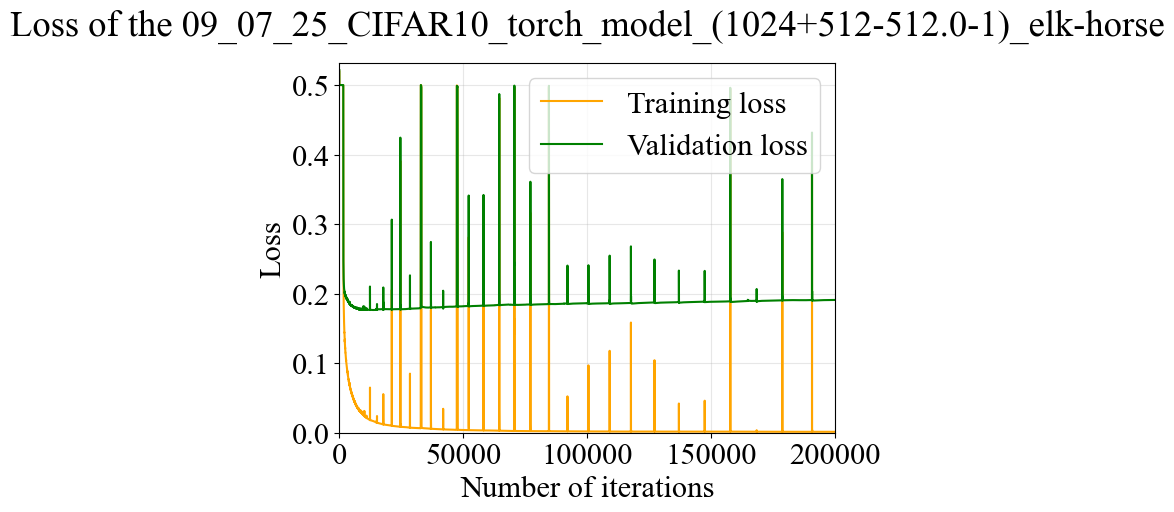 Loss of the 09_07_25_CIFAR10_torch_model_(1024+512-512.0-1)_elk-horse
Training loss
Validation loss
Loss
0.5
0.4
0.3
0.2
0.1
0.0
0 50000 100000 150000 200000
Number of iterations